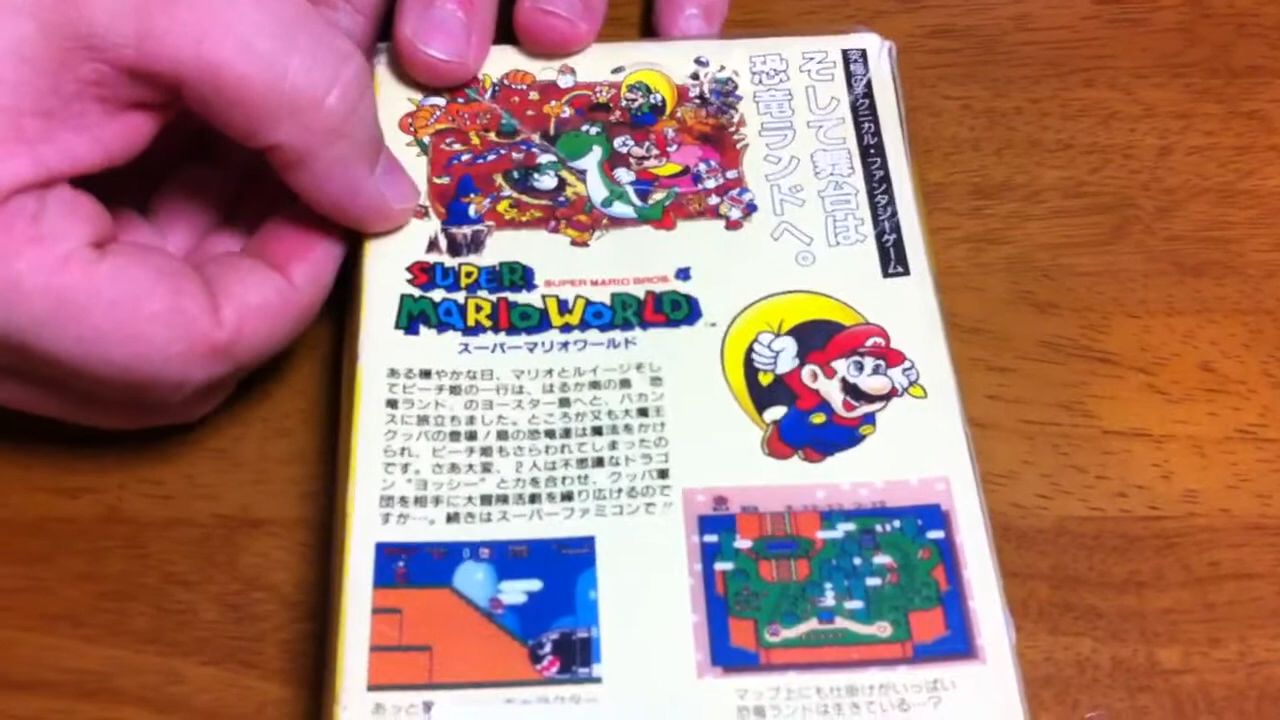 究極のテクニカル・ファンタジーゲーム
そして舞台は
恐竜ランドへ。
SUPER SUPER MARIO BROS. 4
MARIO WORLD
TM
スーパーマリオワールド
ある穏やかな日、マリオとルイージそし
てピーチ姫の一行は、はるか南の島 恐
竜ランド、のヨースター島へと、バカン
スに旅立ちました。ところが又も大魔王
クッパの登場!島の恐竜達は魔法をかけ
られ、ピーチ姫もさらわれてしまったの
です。さあ大変、2人は不思議なドラゴ
ン"ヨッシー"と力を合わせ、クッパ軍
団を相手に大冒険活劇を繰り広げるので
すが…。続きはスーパーファミコンで!!
あっと
キャラクター
マップ上にも仕掛けがいっぱい
恐竜ランドは生きている…?